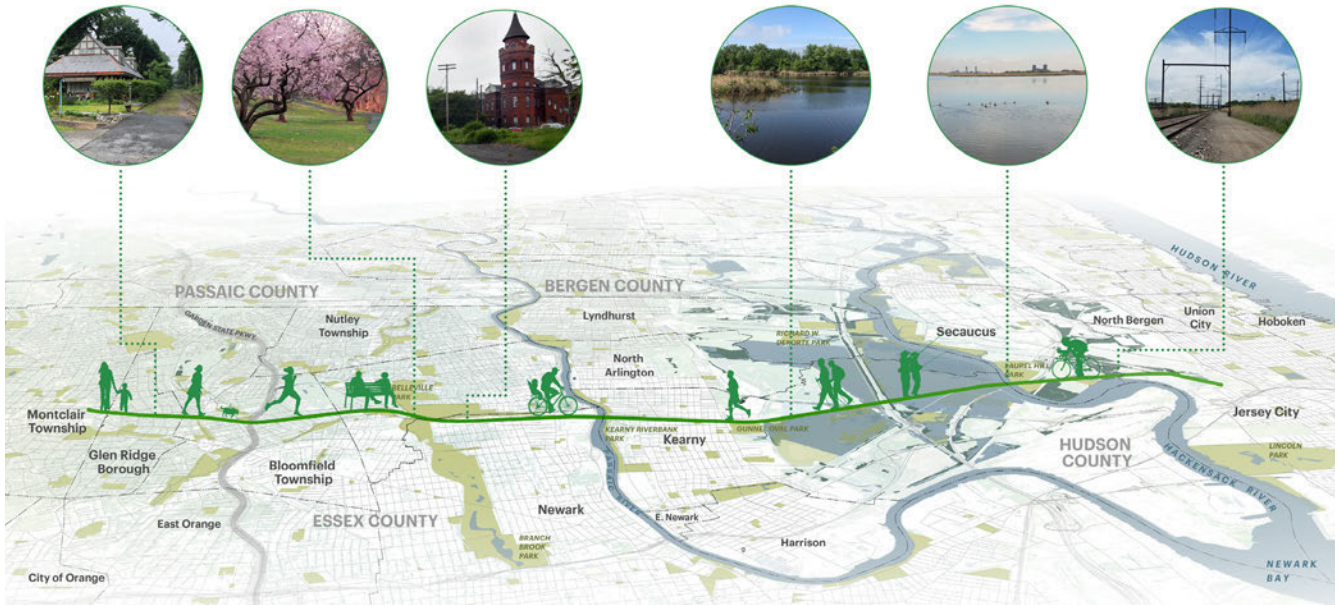 HUDSON RIVER
PASSAIC COUNTY
BERGEN COUNTY
GARDEN STATE PKWY
Nutley
Township
Lyndhurst
RICHARD W.
DEKORTE PARK
Secaucus
North Bergen
Union
City
Hoboken
North
Arlington
BELLEVILLE
PARK
LAUREL HILL
PARK
Montclair
Township
Glen Ridge
Borough
Bloomfield
Township
KEARNY RIVERBANK
PARK
Kearny
GUNNEL OVAL PARK
Jersey City
HUDSON
COUNTY
LINCOLN
PARK
HACKENSACK RIVER
East Orange
ESSEX COUNTY
Newark
RIVER
E. Newark
Harrison
BRANCH
BROOK
PARK
City of Orange
NEWARK
BAY